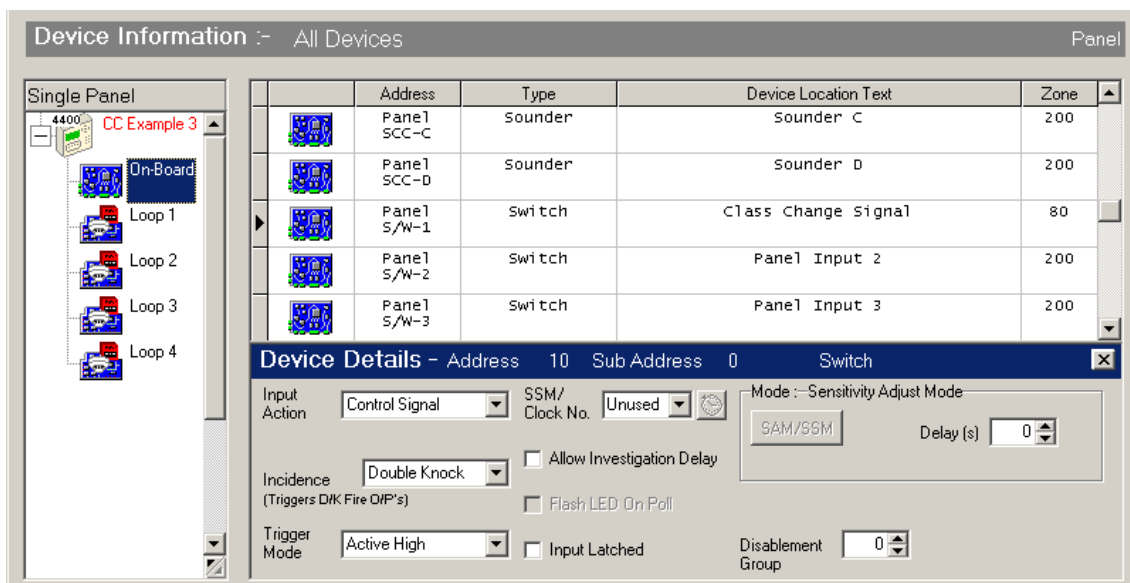 Device Information :- All Devices Panel
Single Panel
4400 CC Example 3
On-Board
Loop 1
Loop 2
Loop 3
Loop 4
Address Type Device Location Text Zone
Panel SCC-C Sounder Sounder C 200
Panel SCC-D Sounder Sounder D 200
Panel S/W-1 Switch Class Change Signal 80
Panel S/W-2 Switch Panel Input 2 200
Panel S/W-3 Switch Panel Input 3 200
Device Details - Address 10 Sub Address 0 Switch
Input Action Control Signal
SSM/ Clock No. Unused
Mode :- Sensitivity Adjust Mode
SAM/SSM Delay (s) 0
Allow Investigation Delay
Incidence Double Knock
(Triggers D/K Fire O/P's)
Flash LED On Poll
Trigger Mode Active High
Input Latched
Disablement Group 0